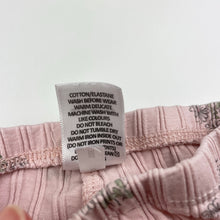 COTTON/ELASTANE
WASH BEFORE WEAR
WARM DELICATE
MACHINE WASH WITH
LIKE COLOURS
DO NOT BLEACH
DO NOT TUMBLE DRY
WARM IRON INSIDE OUT
(DO NOT IRON PRINTS OR
DO